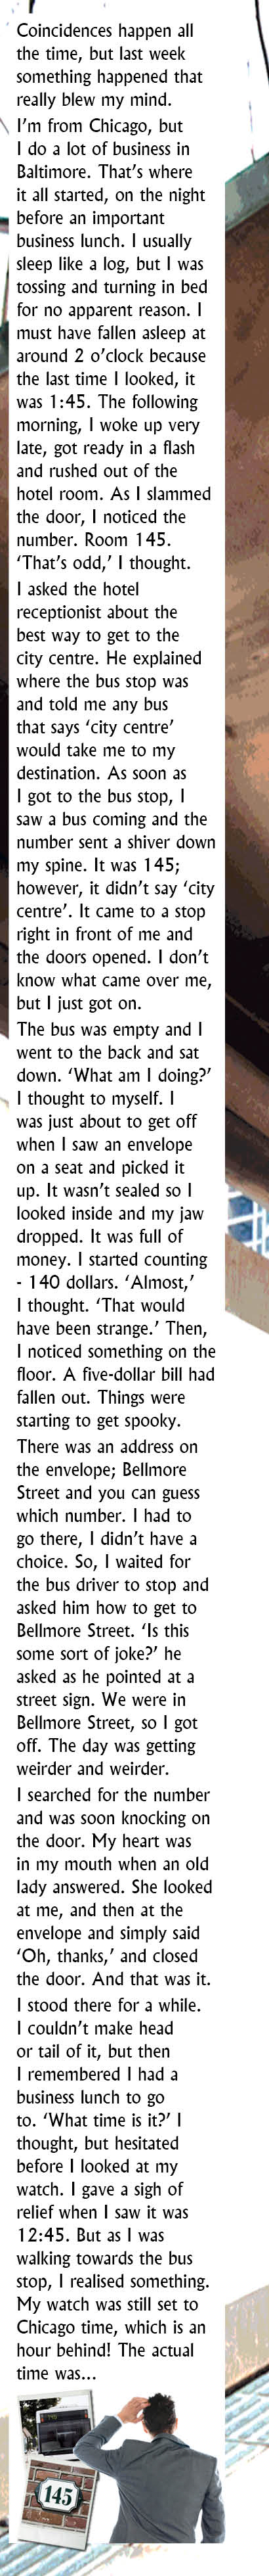 Coincidences happen all
the time, but last week
something happened that
really blew my mind.
I'm from Chicago, but
I do a lot of business in
Baltimore. That's where
it all started, on the night
before an important
business lunch. I usually
sleep like a log, but I was
tossing and turning in bed
for no apparent reason. I
must have fallen asleep at
around 2 o'clock because
the last time I looked, it
was 1:45. The following
morning, I woke up very
late, got ready in a flash
and rushed out of the
hotel room. As I slammed
the door, I noticed the
number. Room 145.
'That's odd,' I thought.
I asked the hotel
receptionist about the
best way to get to the
city centre. He explained
where the bus stop was
and told me any bus
that says 'city centre'
would take me to my
destination. As soon as
I got to the bus stop, I
saw a bus coming and the
number sent a shiver down
my spine. It was 145;
however, it didn't say 'city
centre'. It came to a stop
right in front of me and
the doors opened. I don't
know what came over me,
but I just got on.
The bus was empty and I
went to the back and sat
down. 'What am I doing?'
I thought to myself. I
was just about to get off
when I saw an envelope
on a seat and picked it
up. It wasn't sealed so I
looked inside and my jaw
dropped. It was full of
money. I started counting
- 140 dollars. 'Almost,'
I thought. 'That would
have been strange.' Then,
I noticed something on the
floor. A five-dollar bill had
fallen out. Things were
starting to get spooky.
There was an address on
the envelope; Bellmore
Street and you can guess
which number. I had to
go there, I didn't have a
choice. So, I waited for
the bus driver to stop and
asked him how to get to
Bellmore Street. 'Is this
some sort of joke?' he
asked as he pointed at a
street sign. We were in
Bellmore Street, so I got
off. The day was getting
weirder and weirder.
I searched for the number
and was soon knocking on
the door. My heart was
in my mouth when an old
lady answered. She looked
at me, and then at the
envelope and simply said
'Oh, thanks,' and closed
the door. And that was it.
I stood there for a while.
I couldn't make head
or tail of it, but then
I remembered I had a
business lunch to go
to. 'What time is it?' I
thought, but hesitated
before I looked at my
watch. I gave a sigh of
relief when I saw it was
12:45. But as I was
walking towards the bus
stop, I realised something.
My watch was still set to
Chicago time, which is an
hour behind! The actual
time was...
145